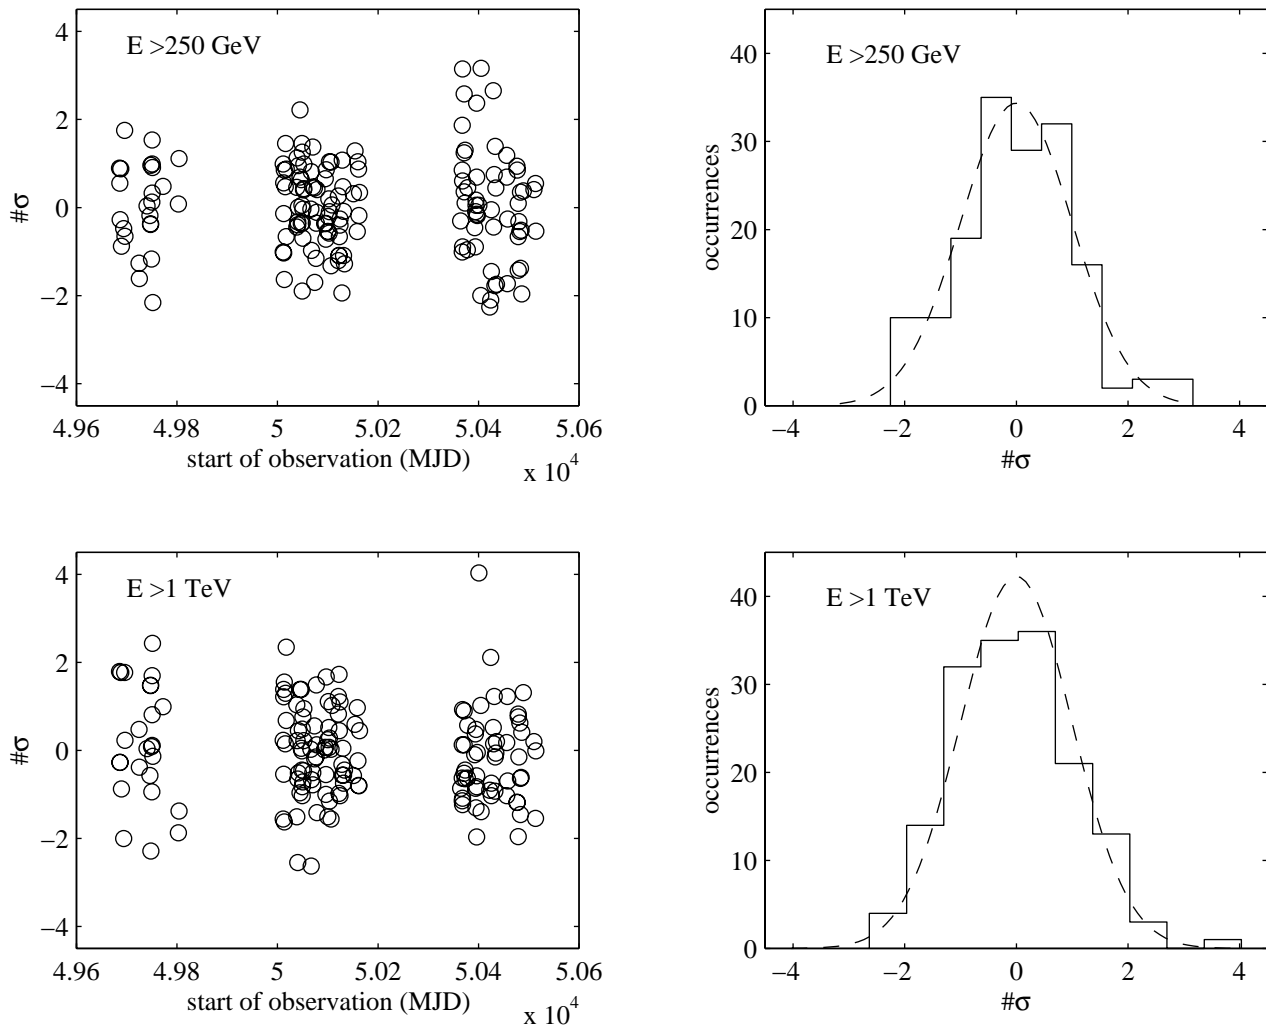 4
2
0
−2
−4
#σ
E >250 GeV
4.96 4.98 5 5.02 5.04 5.06
start of observation (MJD)
x 10^4
40
30
20
10
0
occurrences
E >250 GeV
−4 −2 0 2 4
#σ
4
2
0
−2
−4
#σ
E >1 TeV
4.96 4.98 5 5.02 5.04 5.06
start of observation (MJD)
x 10^4
40
30
20
10
0
occurrences
E >1 TeV
−4 −2 0 2 4
#σ